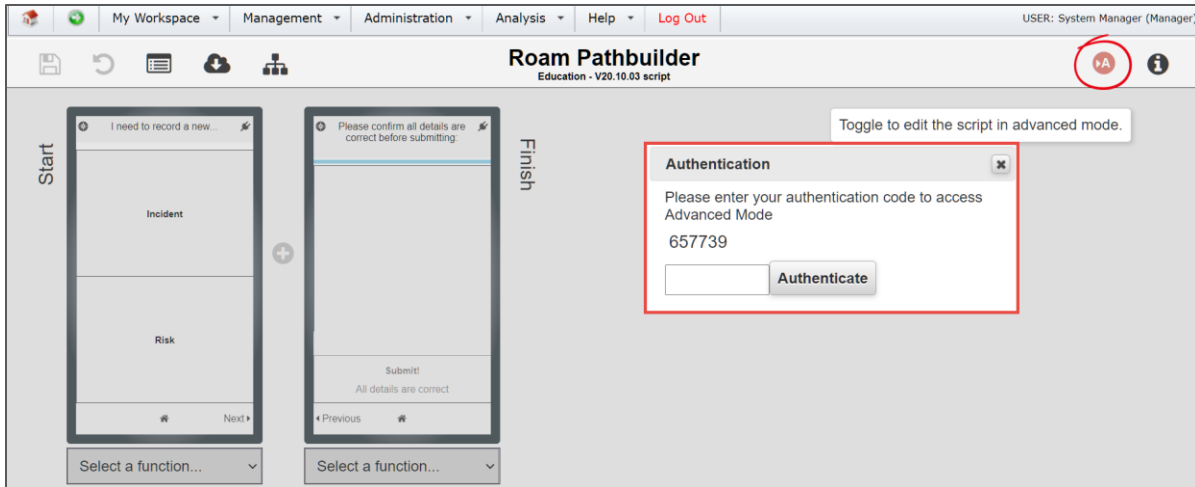 My Workspace Management Administration Analysis Help Log Out USER: System Manager (Manager)
Roam Pathbuilder
Education - V20.10.03 script
A
Toggle to edit the script in advanced mode.
Start
I need to record a new...
Incident
Risk
Next
Select a function...
Please confirm all details are
correct before submitting:
Submit!
All details are correct
Previous
Select a function...
Finish
Authentication
Please enter your authentication code to access
Advanced Mode
657739
Authenticate